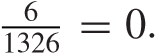 6/1326 = 0.